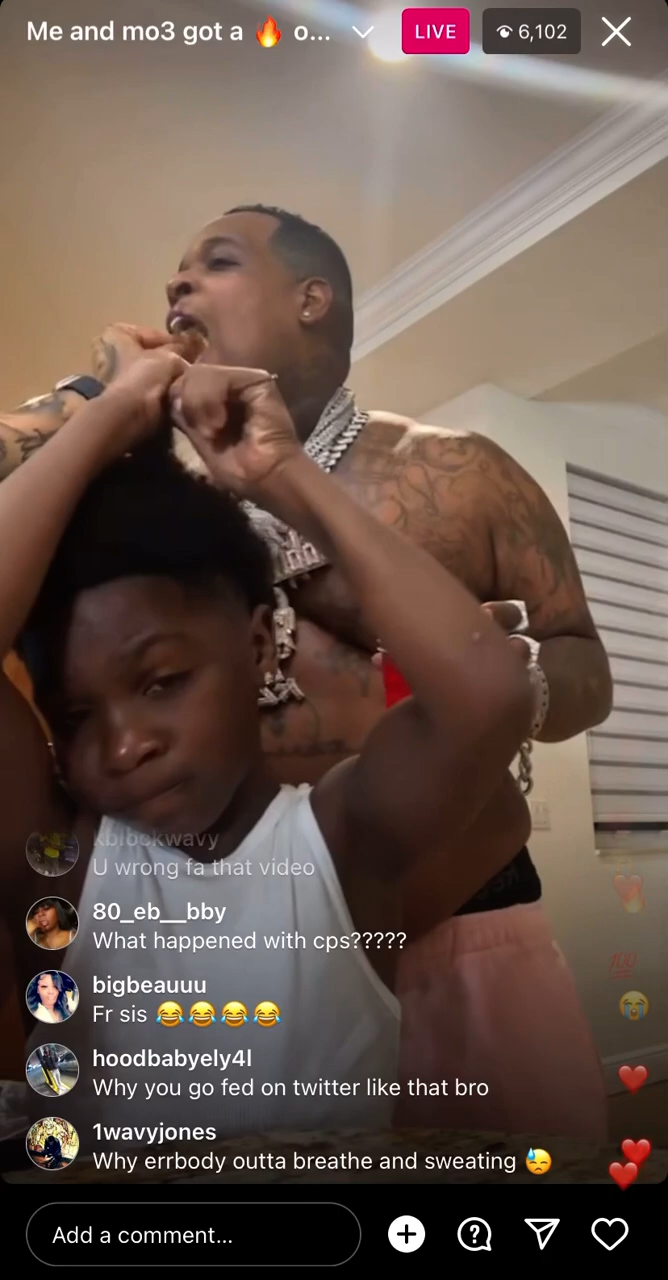 Me and mo3 got a 🔥 o...
LIVE
6,102
kblockwavy
U wrong fa that video
80_eb__bby
What happened with cps?????
bigbeauuu
Fr sis 😂😂😂😂
hoodbabyely4l
Why you go fed on twitter like that bro
1wavyjones
Why errbody outta breathe and sweating 😓
Add a comment...